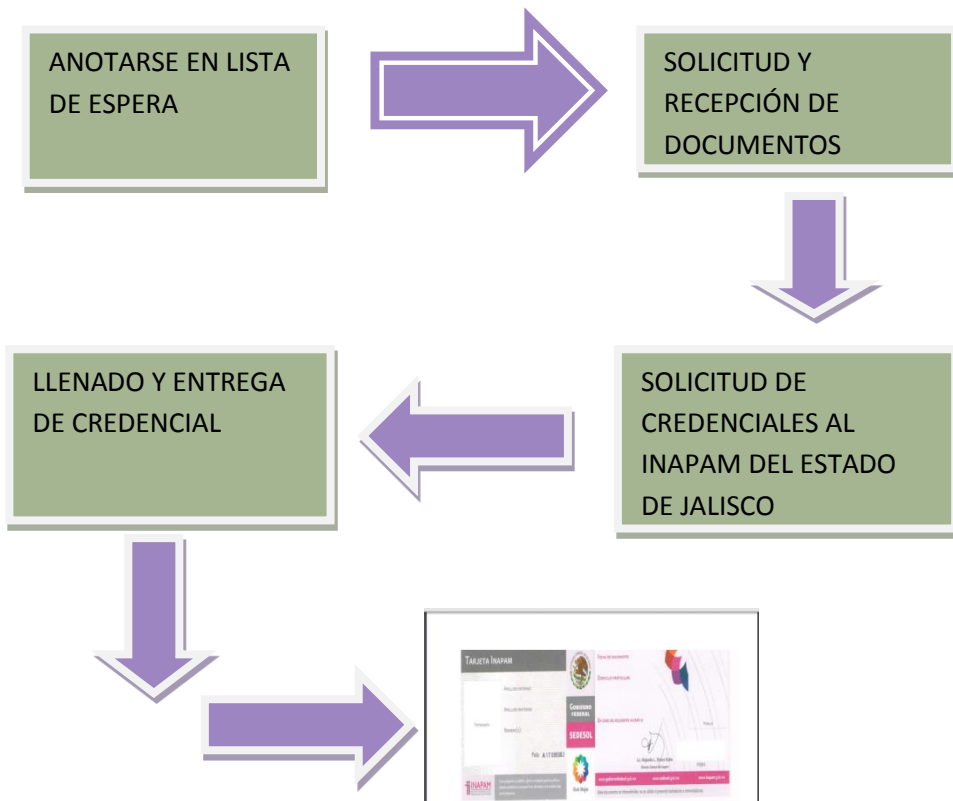 ANOTARSE EN LISTA
DE ESPERA
SOLICITUD Y
RECEPCIÓN DE
DOCUMENTOS
SOLICITUD DE
CREDENCIALES AL
INAPAM DEL ESTADO
DE JALISCO
LLENADO Y ENTREGA
DE CREDENCIAL
TARJETA INAPAM
GOBIERNO
FEDERAL
SEDESOL
INAPAM